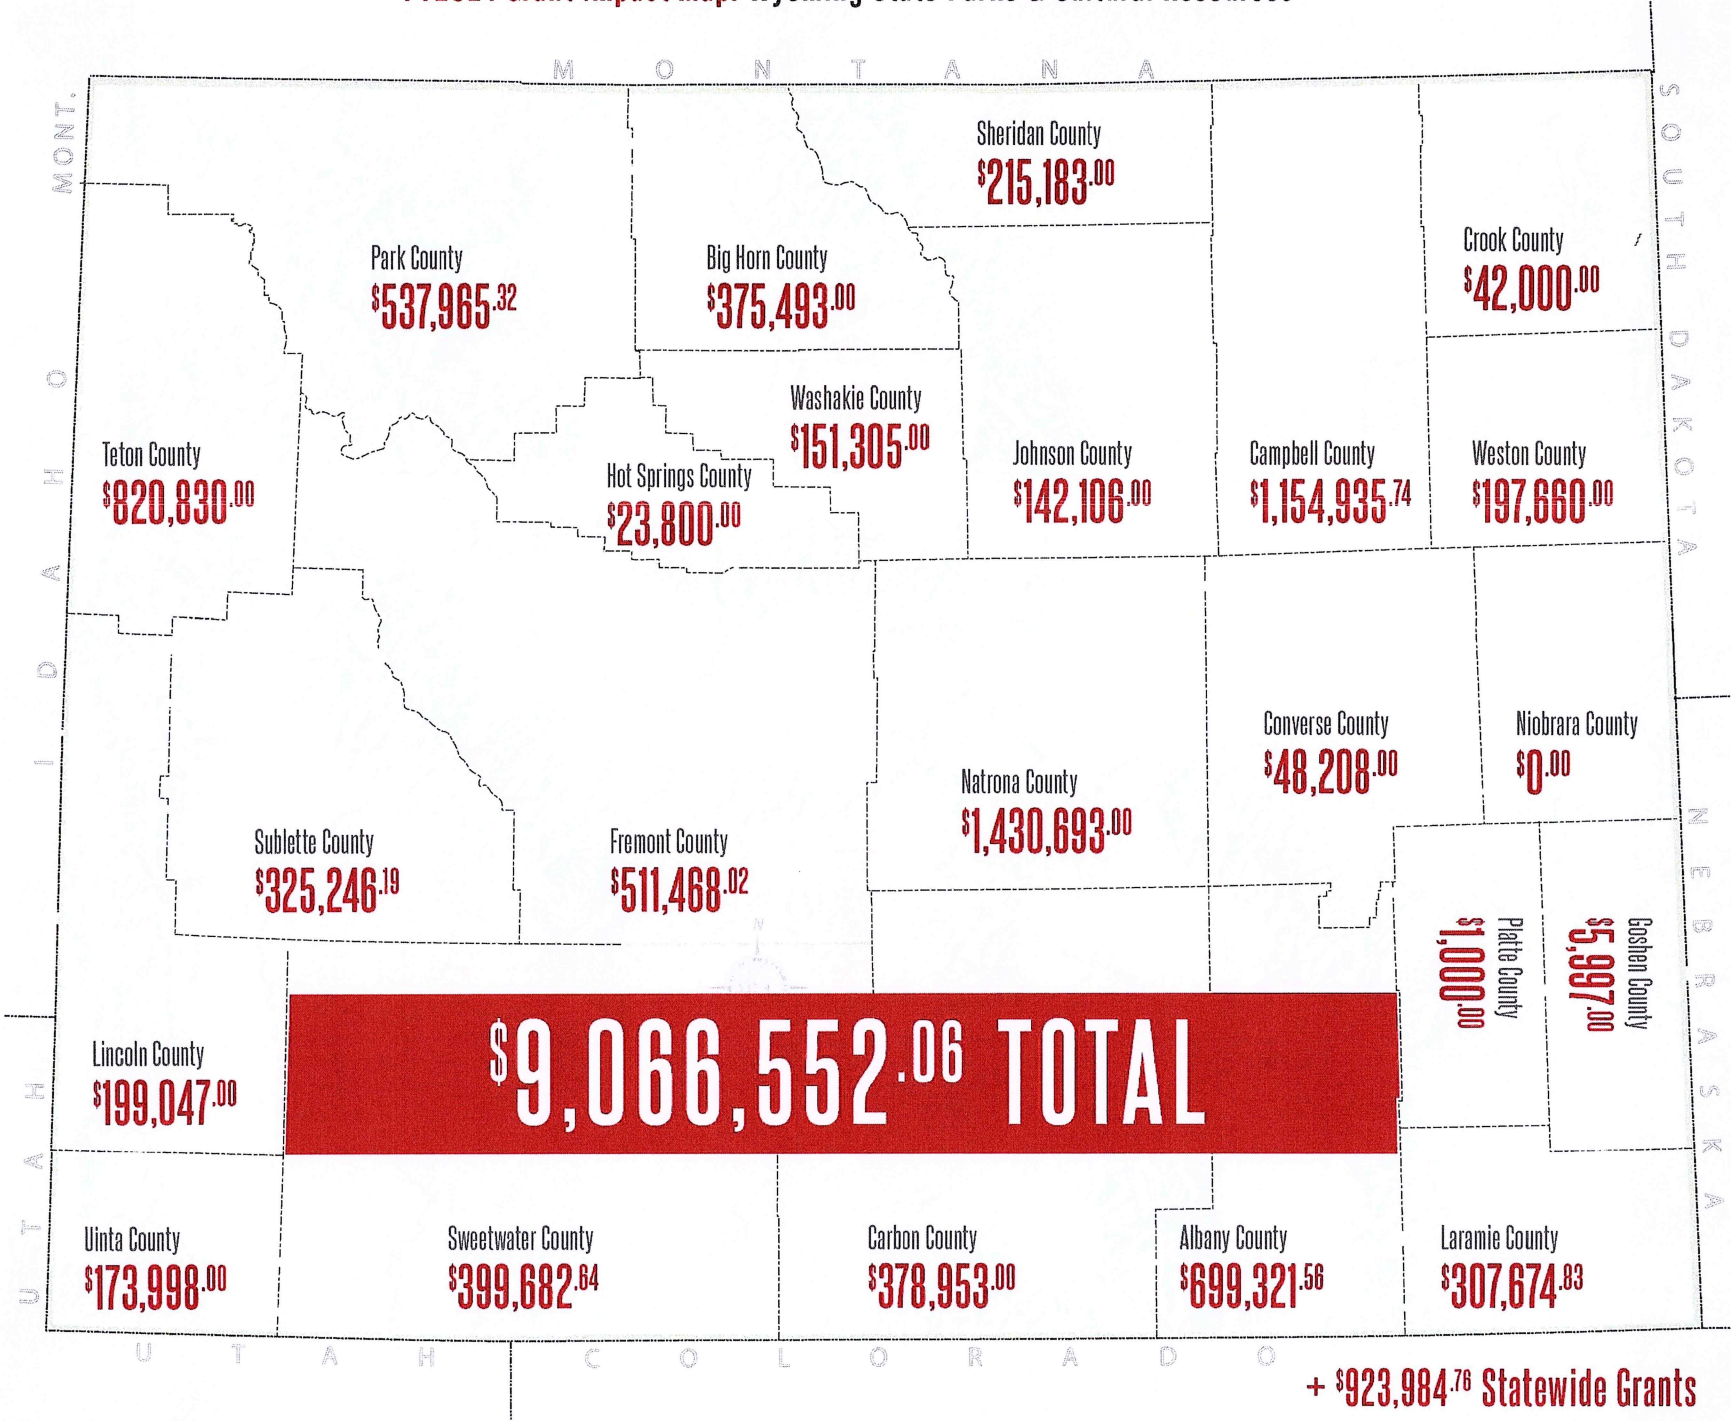 M O N T A N A
MONT.
SOUTH DAKOTA
Sheridan County
$215,183.00
Crook County
$42,000.00
Park County
$537,965.32
Big Horn County
$375,493.00
IDAHO
Washakie County
$151,305.00
Teton County
$820,830.00
Hot Springs County
$23,800.00
Johnson County
$142,106.00
Campbell County
$1,154,935.74
Weston County
$197,660.00
Converse County
$48,208.00
Niobrara County
$0.00
Natrona County
$1,430,693.00
NEBRASKA
Sublette County
$325,246.19
Fremont County
$511,468.02
N
Platte County
$1,000.00
Goshen County
$5,997.00
$9,066,552.06 TOTAL
Lincoln County
$199,047.00
UTAH
Uinta County
$173,998.00
Sweetwater County
$399,682.64
Carbon County
$378,953.00
Albany County
$699,321.56
Laramie County
$307,674.83
U T A H
C O L O R A D O
+ $923,984.76 Statewide Grants